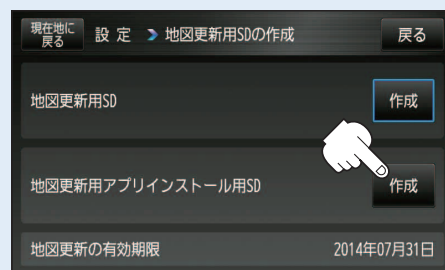 現在地に
戻る
設 定 > 地図更新用SDの作成
戻る
地図更新用SD
作成
地図更新用アプリインストール用SD
作成
地図更新の有効期限
2014年07月31日